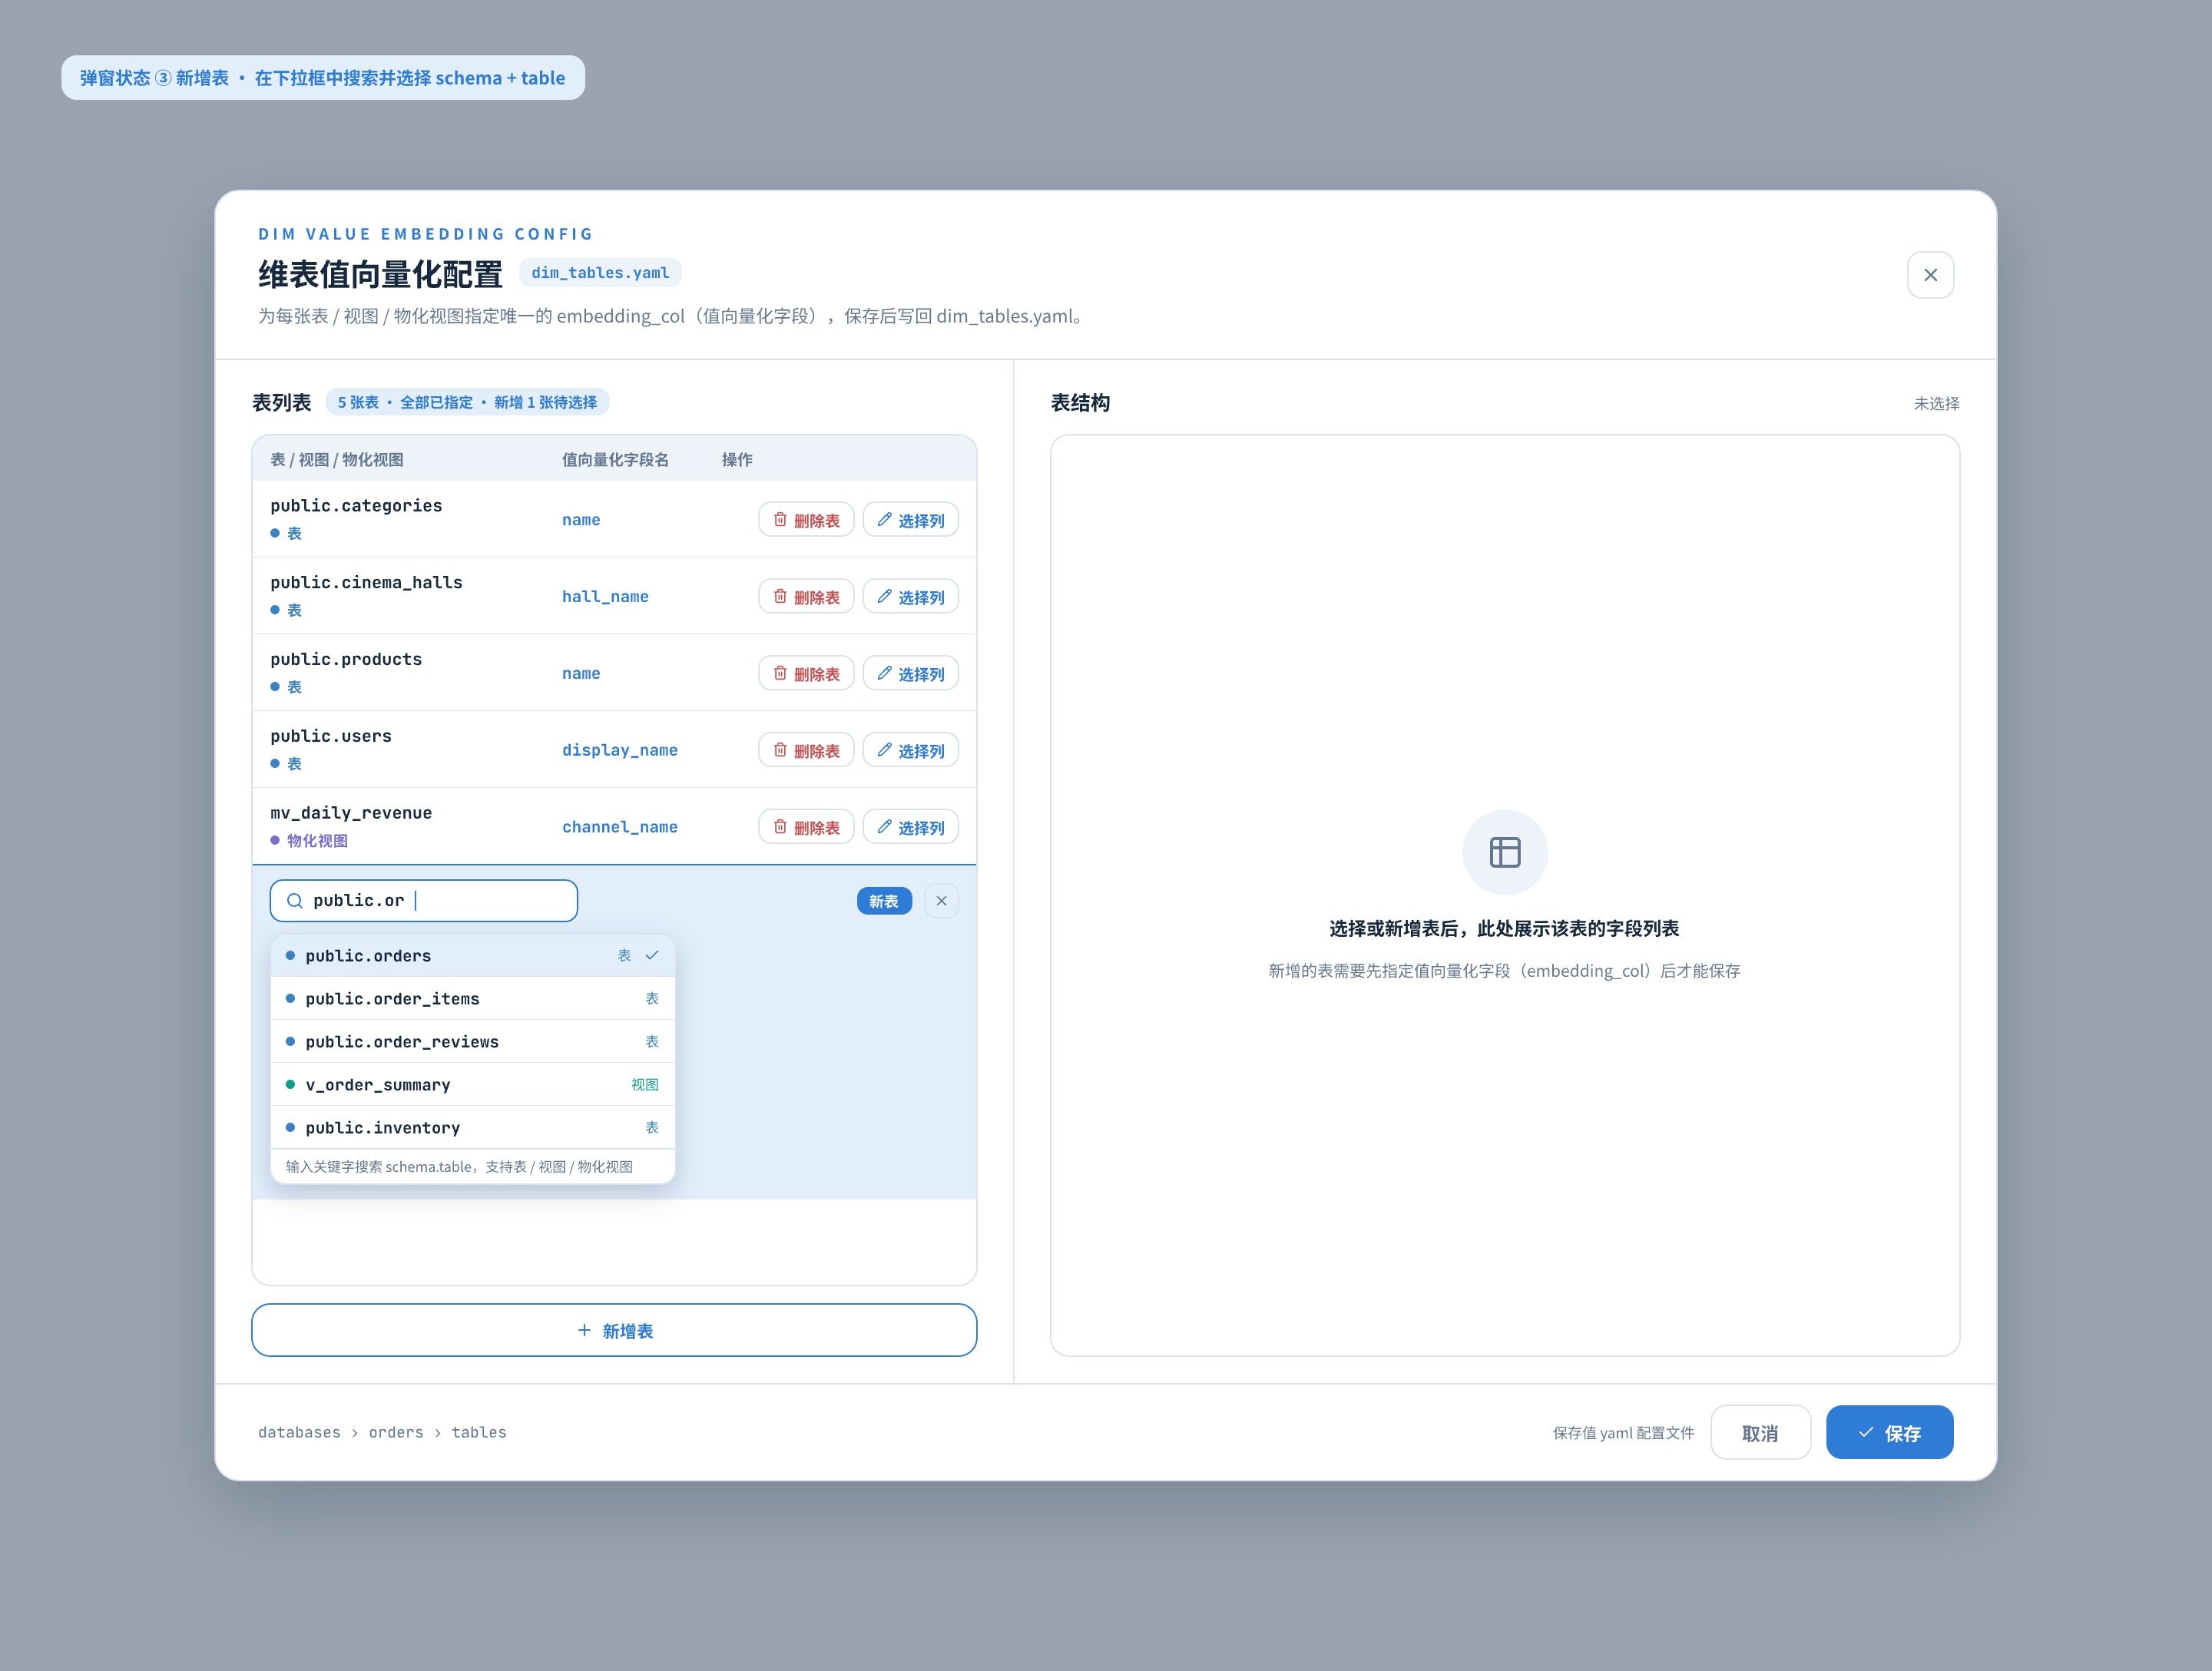 弹窗状态 ③ 新增表 · 在下拉框中搜索并选择 schema + table
DIM VALUE EMBEDDING CONFIG
维表值向量化配置 dim_tables.yaml
为每张表 / 视图 / 物化视图指定唯一的 embedding_col（值向量化字段），保存后写回 dim_tables.yaml。
表列表 5 张表 · 全部已指定 · 新增 1 张待选择
表 / 视图 / 物化视图 值向量化字段名 操作
public.categories
表
name 删除表 选择列
public.cinema_halls
表
hall_name 删除表 选择列
public.products
表
name 删除表 选择列
public.users
表
display_name 删除表 选择列
mv_daily_revenue
物化视图
channel_name 删除表 选择列
public.or 新表
public.orders 表
public.order_items 表
public.order_reviews 表
v_order_summary 视图
public.inventory 表
输入关键字搜索 schema.table，支持表 / 视图 / 物化视图
+ 新增表
表结构 未选择
选择或新增表后，此处展示该表的字段列表
新增的表需要先指定值向量化字段（embedding_col）后才能保存
databases › orders › tables
保存值 yaml 配置文件 取消 保存